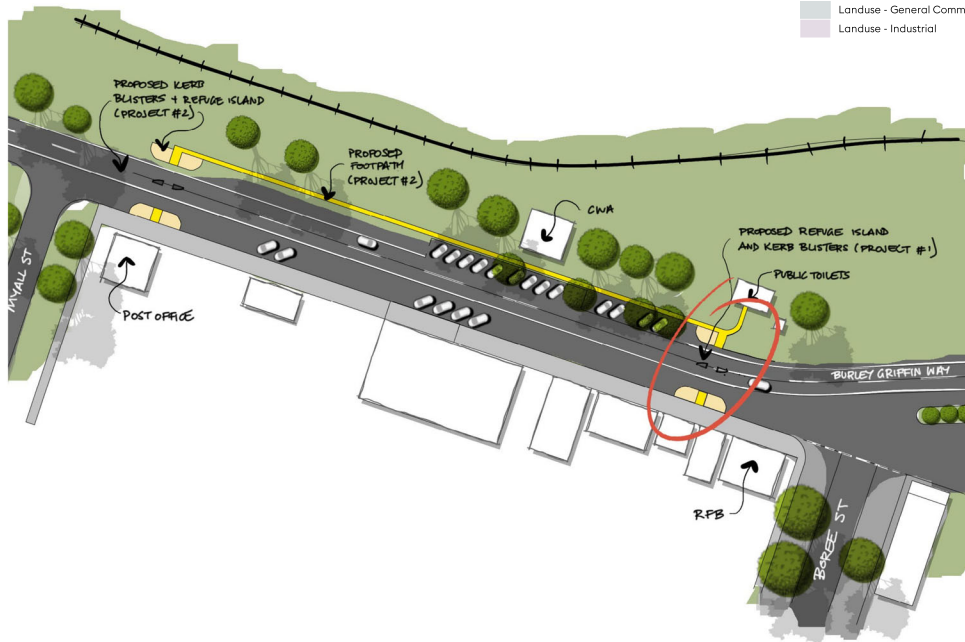 Landuse - General Comm
Landuse - Industrial
PROPOSED KERB
BLISTERS + REFUGE ISLAND
(PROJECT #2)
PROPOSED
FOOTPATH
(PROJECT #2)
CWA
PROPOSED REFUGE ISLAND
AND KERB BLISTERS (PROJECT #1)
PUBLIC TOILETS
MYALL ST
POST OFFICE
BURLEY GRIFFIN WAY
RFB
BOREE ST